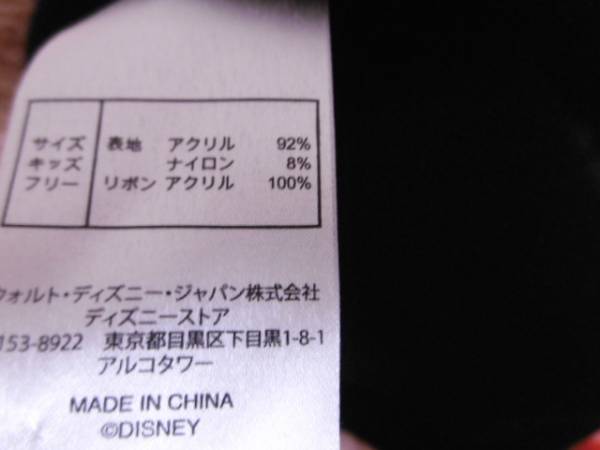 サイズ 表地 アクリル 92%
キッズ ナイロン 8%
フリー リボン アクリル 100%
ウォルト・ディズニー・ジャパン株式会社
ディズニーストア
153-8922 東京都目黒区下目黒1-8-1
アルコタワー
MADE IN CHINA
©DISNEY